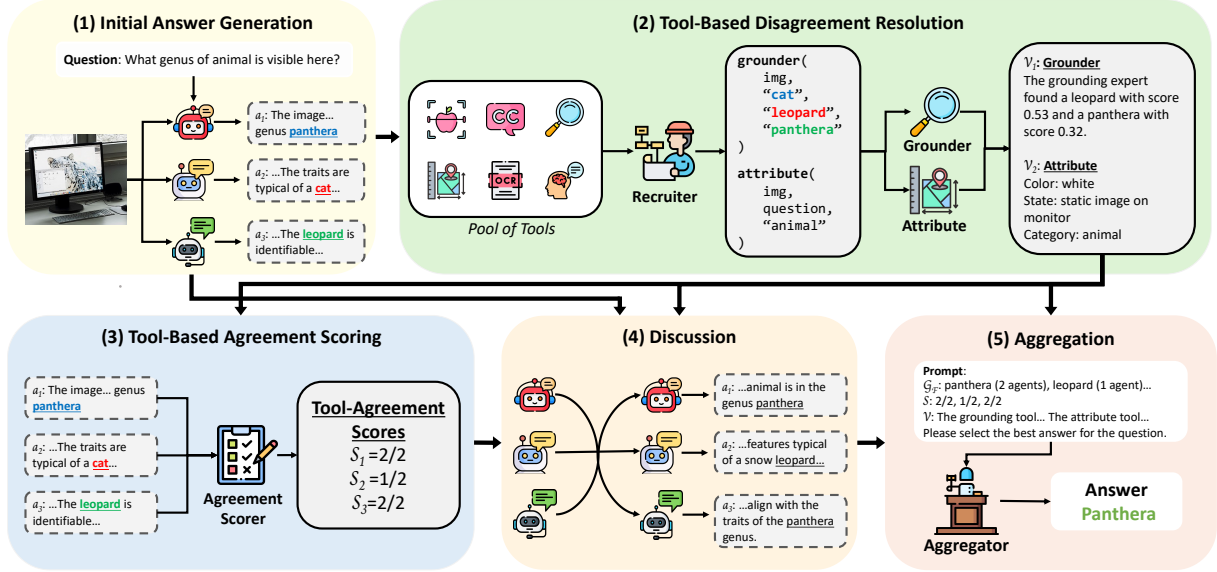 (1) Initial Answer Generation
Question: What genus of animal is visible here?
a1: The image... genus
panthera
a2: ...The traits are
typical of a cat...
a3: ...The leopard is
identifiable...
(2) Tool-Based Disagreement Resolution
CC
OCR
Pool of Tools
Recruiter
grounder(
img,
“cat”,
“leopard”,
“panthera”
)
attribute(
img,
question,
“animal”
)
Grounder
Attribute
𝒱1: Grounder
The grounding expert
found a leopard with score
0.53 and a panthera with
score 0.32.
𝒱2: Attribute
Color: white
State: static image on
monitor
Category: animal
(3) Tool-Based Agreement Scoring
a1: The image... genus
panthera
a2: ...The traits are
typical of a cat...
a3: ...The leopard is
identifiable...
Agreement
Scorer
Tool-Agreement
Scores
𝒮1=2/2
𝒮2=1/2
𝒮3=2/2
(4) Discussion
a1: ...animal is in the
genus panthera
a2: ...features typical
of a snow leopard...
a3: ...align with the
traits of the panthera
genus.
(5) Aggregation
Prompt:
𝒢ℱ: panthera (2 agents), leopard (1 agent)...
𝒮: 2/2, 1/2, 2/2
𝒱: The grounding tool... The attribute tool...
Please select the best answer for the question.
Aggregator
Answer
Panthera